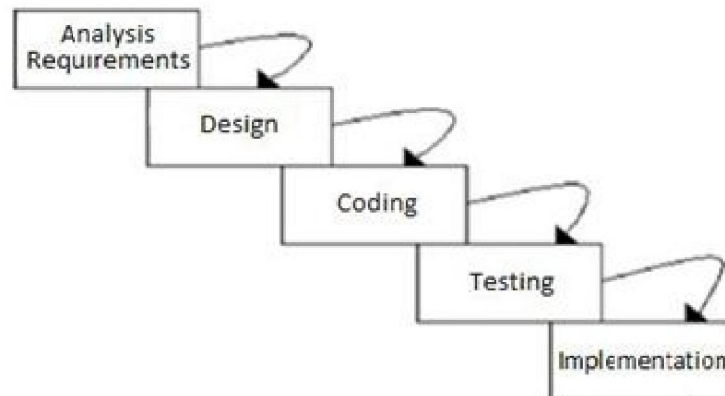 Analysis
Requirements
Design
Coding
Testing
Implementation